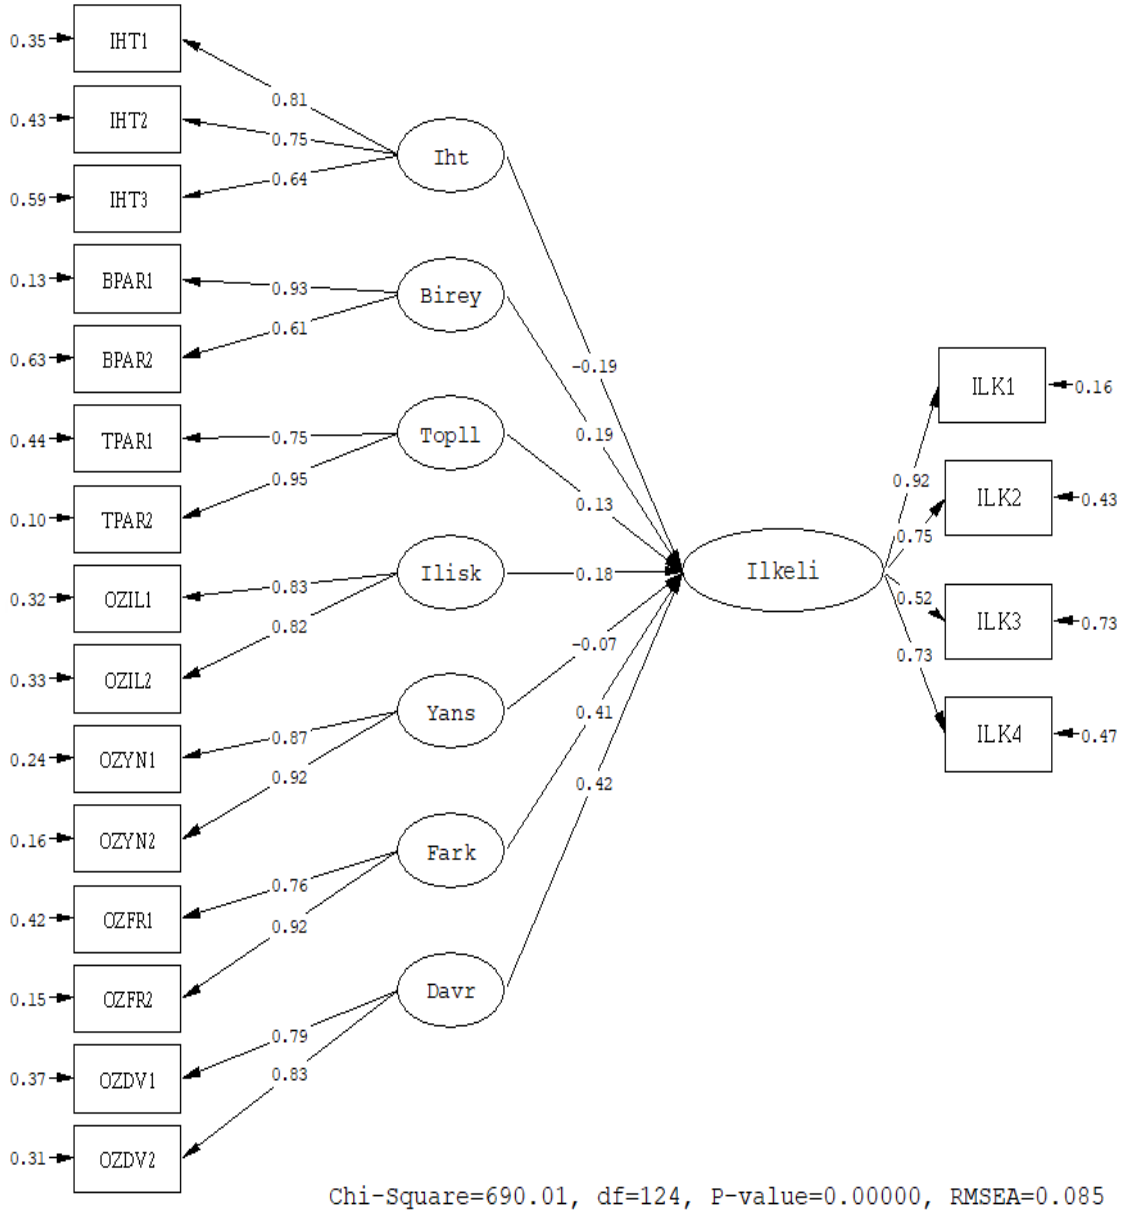 0.35 IHT1
0.81
0.43 IHT2
0.75
Iht
0.64
0.59 IHT3
0.13 BPAR1
0.93
Birey
0.61
0.63 BPAR2
-0.19
0.19
0.44 TPAR1
0.75
Topll
0.95
0.13
0.10 TPAR2
0.32 OZIL1
0.83
Ilisk
0.18
0.82
0.33 OZIL2
-0.07
0.24 OZYN1
0.87
Yans
0.92
0.41
0.16 OZYN2
0.42
0.42 OZFR1
0.76
Fark
0.92
0.15 OZFR2
Davr
0.79
0.37 OZDV1
0.83
0.31 OZDV2
Ilkeli
ILK1 0.16
0.92
ILK2 0.43
0.75
0.52
ILK3 0.73
0.73
ILK4 0.47
Chi-Square=690.01, df=124, P-value=0.00000, RMSEA=0.085